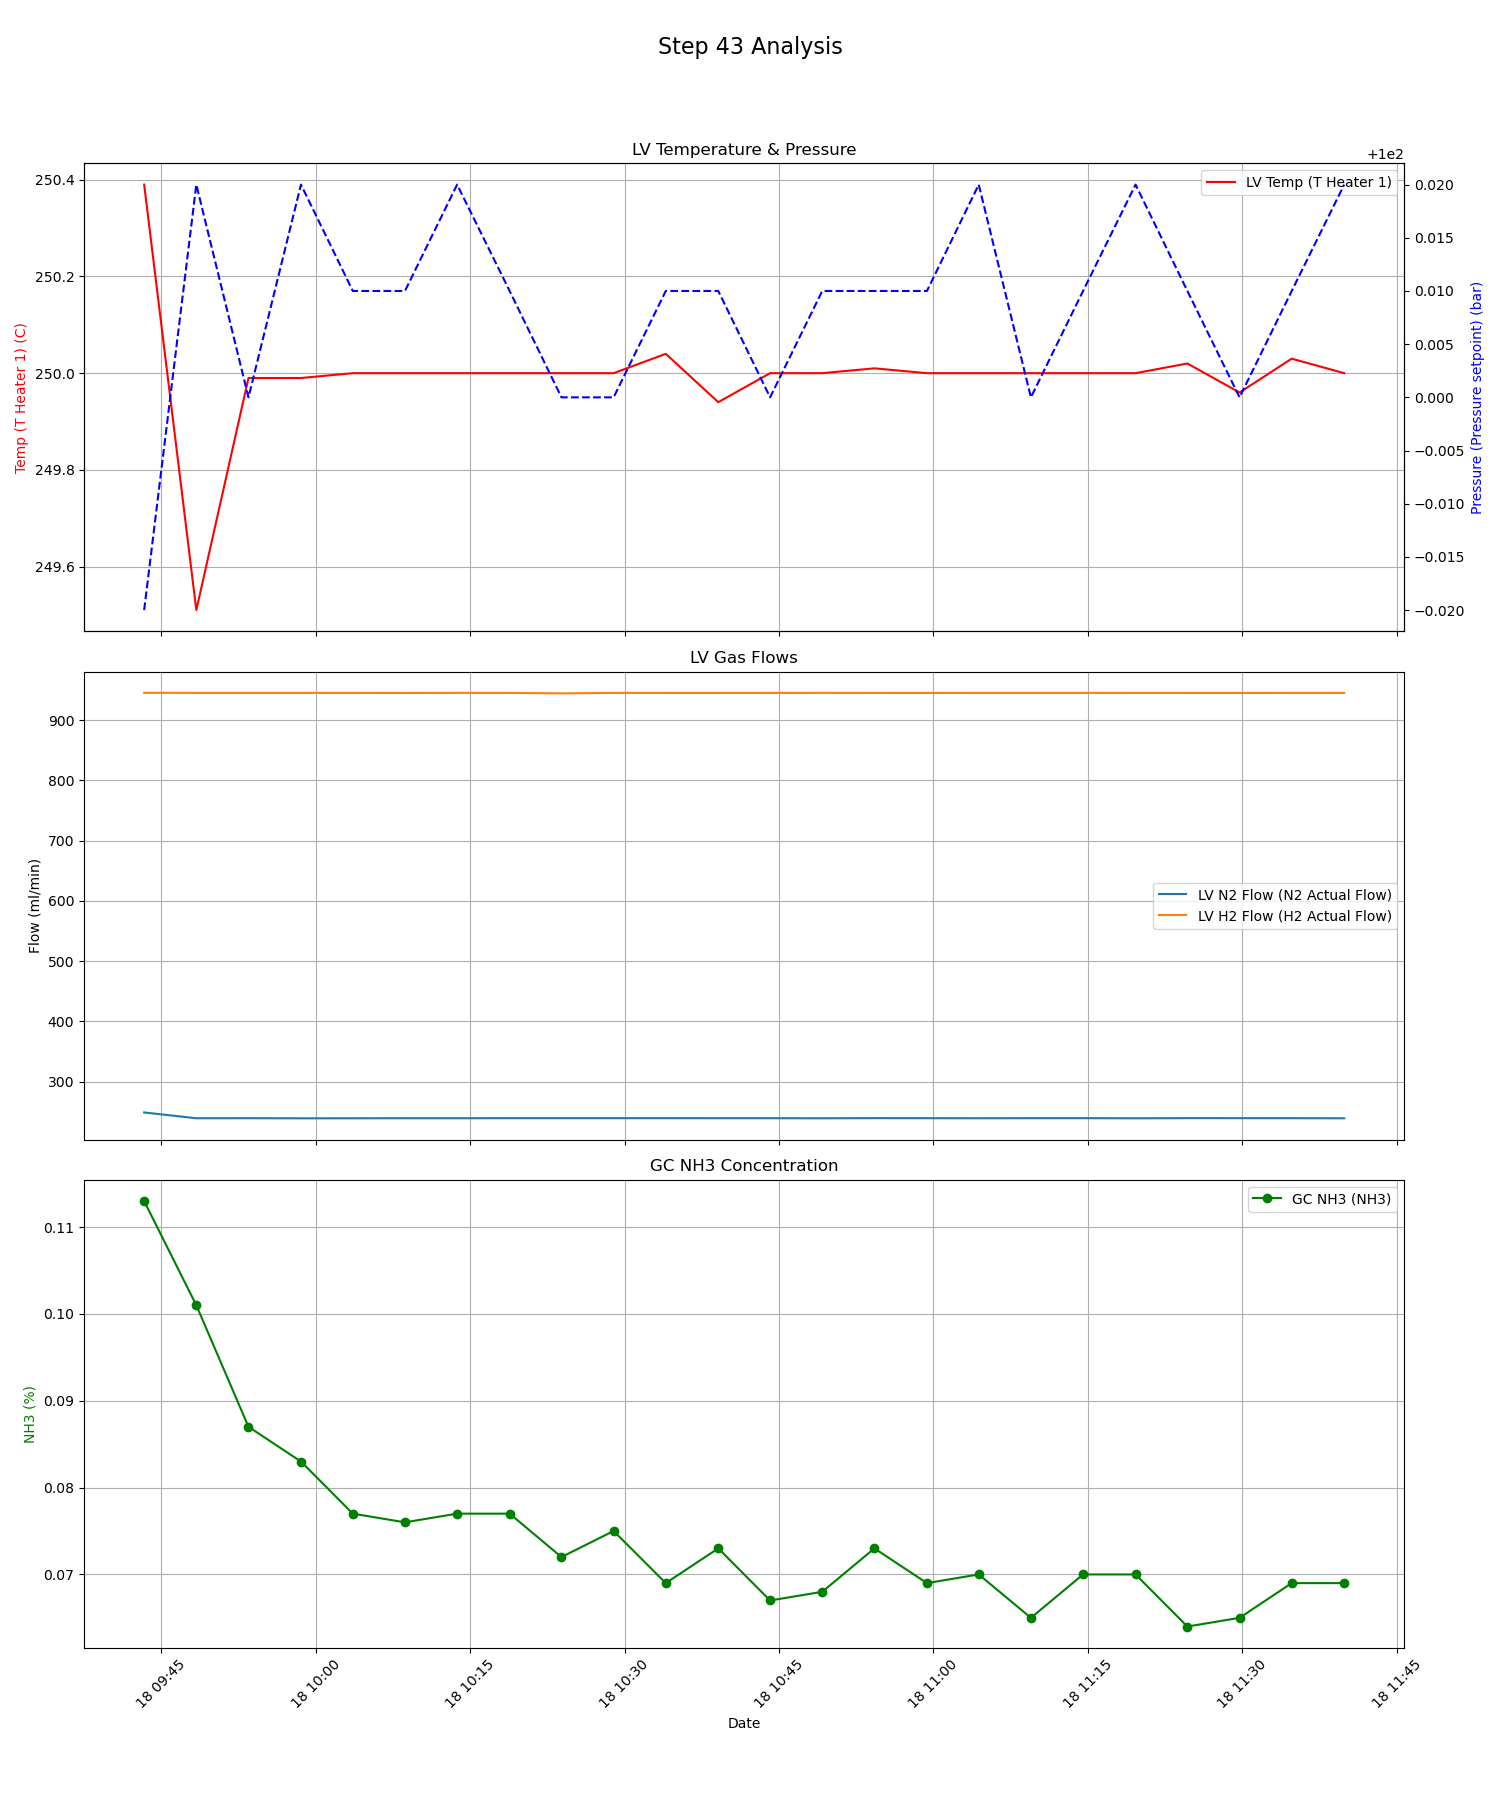 Step 43 Analysis
LV Temperature & Pressure
+1e2
LV Temp (T Heater 1)
Temp (T Heater 1) (C)
250.4
250.2
250.0
249.8
249.6
0.020
0.015
0.010
0.005
0.000
−0.005
−0.010
−0.015
−0.020
Pressure (Pressure setpoint) (bar)
LV Gas Flows
Flow (ml/min)
900
800
700
600
500
400
300
LV N2 Flow (N2 Actual Flow)
LV H2 Flow (H2 Actual Flow)
GC NH3 Concentration
GC NH3 (NH3)
NH3 (%)
0.11
0.10
0.09
0.08
0.07
18 09:45
18 10:00
18 10:15
18 10:30
18 10:45
18 11:00
18 11:15
18 11:30
18 11:45
Date